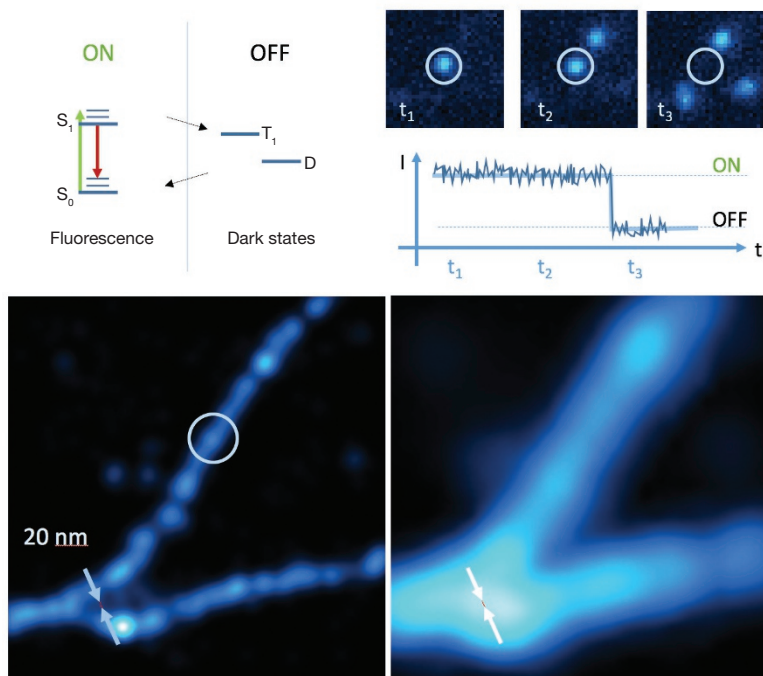 ON
OFF
S1
S0
T1
D
Fluorescence
Dark states
t1
t2
t3
I
ON
OFF
t
t1
t2
t3
20 nm